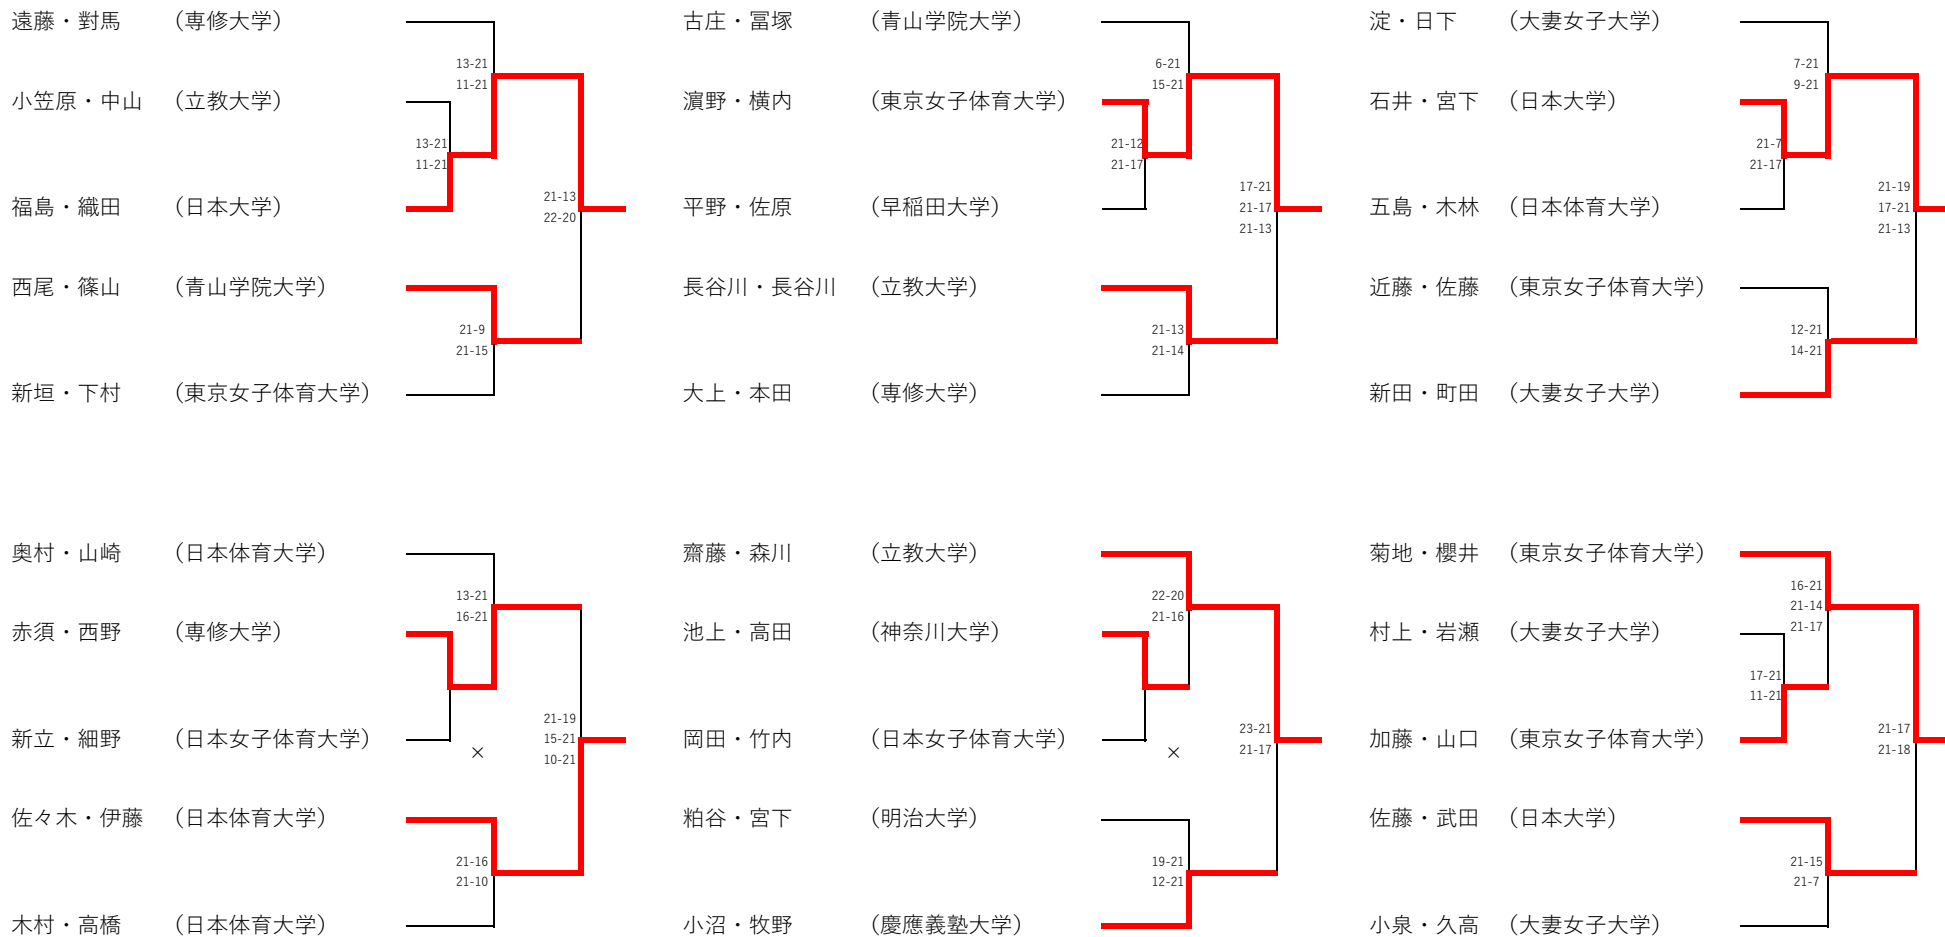 遠藤・對馬 （専修大学） 古庄・冨塚 （青山学院大学） 淀・日下 （大妻女子大学）
13-21 6-21 7-21
11-21 15-21 9-21
小笠原・中山 （立教大学） 濵野・横内 （東京女子体育大学） 石井・宮下 （日本大学）
13-21 21-12 21-7
11-21 21-17 21-17
17-21 21-19
21-13
福島・織田 （日本大学） 平野・佐原 （早稲田大学） 五島・木林 （日本体育大学）
21-17 17-21
22-20
21-13 21-13
西尾・篠山 （青山学院大学） 長谷川・長谷川 （立教大学） 近藤・佐藤 （東京女子体育大学）
21-9 21-13 12-21
21-15 21-14 14-21
新垣・下村 （東京女子体育大学） 大上・本田 （専修大学） 新田・町田 （大妻女子大学）
奥村・山崎 （日本体育大学） 齋藤・森川 （立教大学） 菊地・櫻井 （東京女子体育大学）
16-21
13-21 22-20
21-14
16-21 21-16
21-17
赤須・西野 （専修大学） 池上・高田 （神奈川大学） 村上・岩瀬 （大妻女子大学）
17-21
11-21
21-19
23-21 21-17
新立・細野 （日本女子体育大学） 岡田・竹内 （日本女子体育大学） 加藤・山口 （東京女子体育大学）
15-21
× × 21-17 21-18
10-21
佐々木・伊藤 （日本体育大学） 粕谷・宮下 （明治大学） 佐藤・武田 （日本大学）
21-16 19-21 21-15
21-10 12-21 21-7
木村・高橋 （日本体育大学） 小沼・牧野 （慶應義塾大学） 小泉・久高 （大妻女子大学）